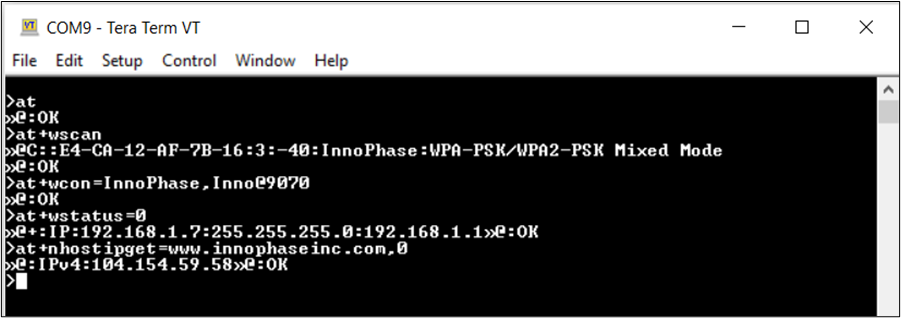 COM9 - Tera Term VT
File Edit Setup Control Window Help
>at
»@:OK
>at+wscan
»@C::E4-CA-12-AF-7B-16:3:-40:InnoPhase:WPA-PSK/WPA2-PSK Mixed Mode
»@:OK
>at+wcon=InnoPhase,Inno@9070
»@:OK
>at+wstatus=0
»@+:IP:192.168.1.7:255.255.255.0:192.168.1.1»@:OK
>at+nhostipget=www.innophaseinc.com,0
»@:IPv4:104.154.59.58»@:OK
>